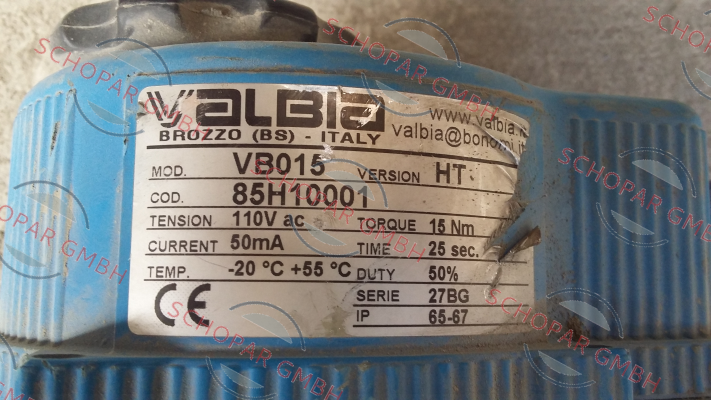 VALBIA
BROZZO (BS) - ITALY
www.valbia.
valbia@bonomi.it
MOD. VB015 VERSION HT
COD. 85H10001
TENSION 110V ac TORQUE 15 Nm
CURRENT 50mA TIME 25 sec.
TEMP. -20 °C +55 °C DUTY 50%
CE SERIE 27BG
IP 65-67
SCHOPAR GMBH